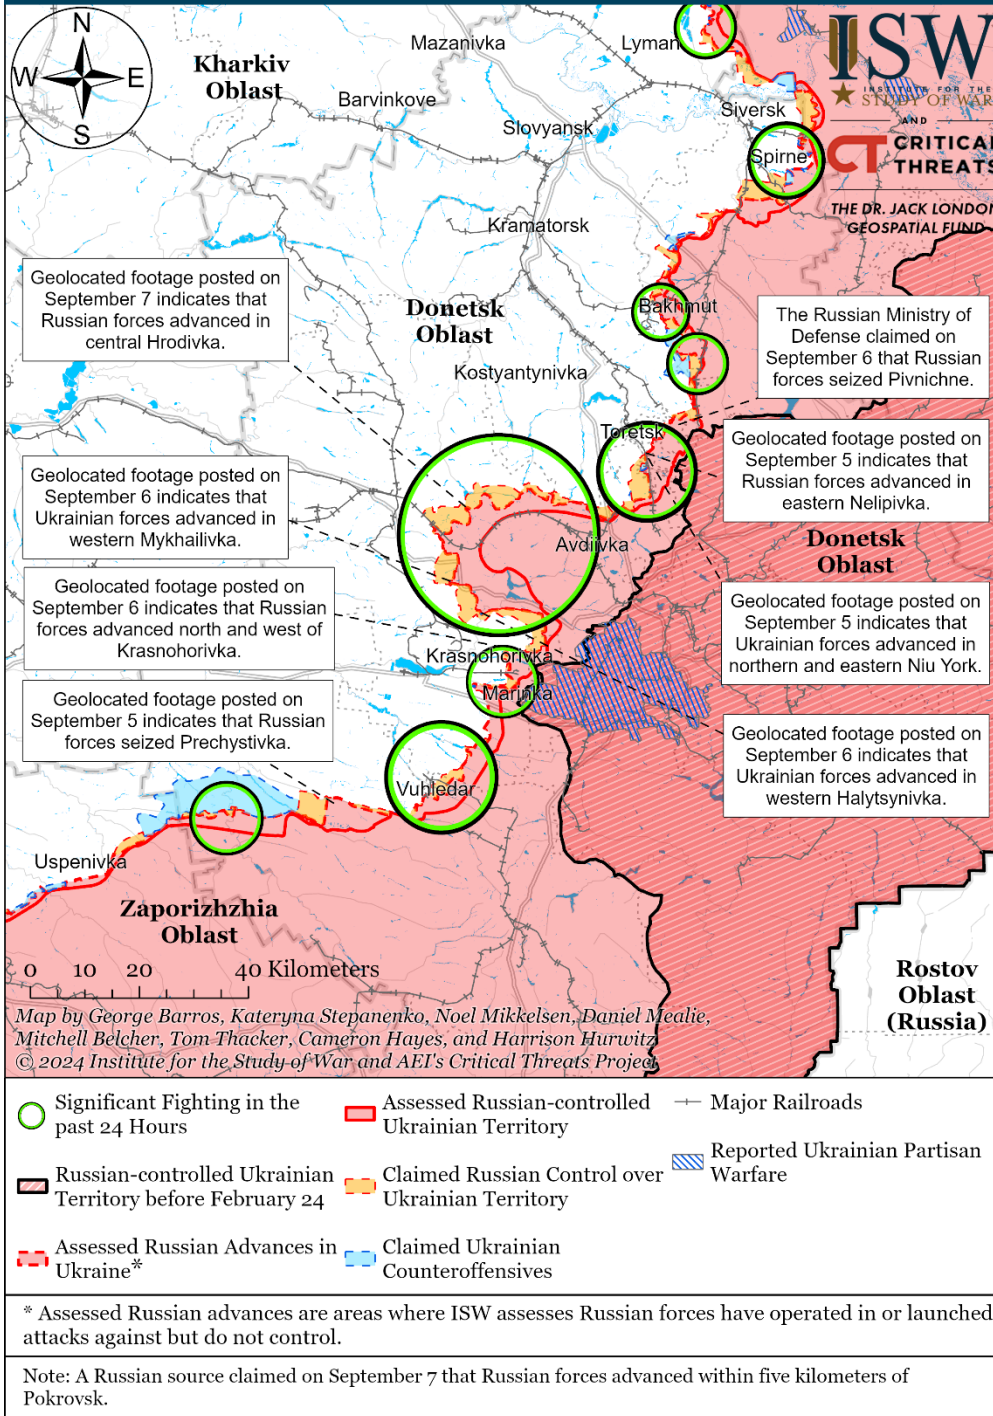 N
W
E
S
Mazanivka
Lyman
Kharkiv
Oblast
Barvinkove
Slovyansk
Siversk
Spirne
ISW
INSTITUTE FOR THE
STUDY OF WAR
AND
CT CRITICAL
THREATS
THE DR. JACK LONDON
GEOSPATIAL FUND
Kramatorsk
Geolocated footage posted on
September 7 indicates that
Russian forces advanced in
central Hrodivka.
Donetsk
Oblast
Bakhmut
The Russian Ministry of
Defense claimed on
September 6 that Russian
forces seized Pivnichne.
Kostyantynivka
Toretsk
Geolocated footage posted on
September 5 indicates that
Russian forces advanced in
eastern Nelipivka.
Geolocated footage posted on
September 6 indicates that
Ukrainian forces advanced in
western Mykhailivka.
Avdiivka
Donetsk
Oblast
Geolocated footage posted on
September 6 indicates that Russian
forces advanced north and west of
Krasnohorivka.
Geolocated footage posted on
September 5 indicates that
Ukrainian forces advanced in
northern and eastern Niu York.
Krasnohorivka
Marinka
Geolocated footage posted on
September 5 indicates that Russian
forces seized Prechystivka.
Geolocated footage posted on
September 6 indicates that
Ukrainian forces advanced in
western Halytsynivka.
Vuhledar
Uspenivka
Zaporizhzhia
Oblast
Rostov
Oblast
(Russia)
0 10 20 40 Kilometers
Map by George Barros, Kateryna Stepanenko, Noel Mikkelsen, Daniel Mealie,
Mitchell Belcher, Tom Thacker, Cameron Hayes, and Harrison Hurwitz
© 2024 Institute for the Study of War and AEI's Critical Threats Project
Significant Fighting in the
past 24 Hours
Assessed Russian-controlled
Ukrainian Territory
Major Railroads
Russian-controlled Ukrainian
Territory before February 24
Claimed Russian Control over
Ukrainian Territory
Reported Ukrainian Partisan
Warfare
Assessed Russian Advances in
Ukraine*
Claimed Ukrainian
Counteroffensives
* Assessed Russian advances are areas where ISW assesses Russian forces have operated in or launched
attacks against but do not control.
Note: A Russian source claimed on September 7 that Russian forces advanced within five kilometers of
Pokrovsk.